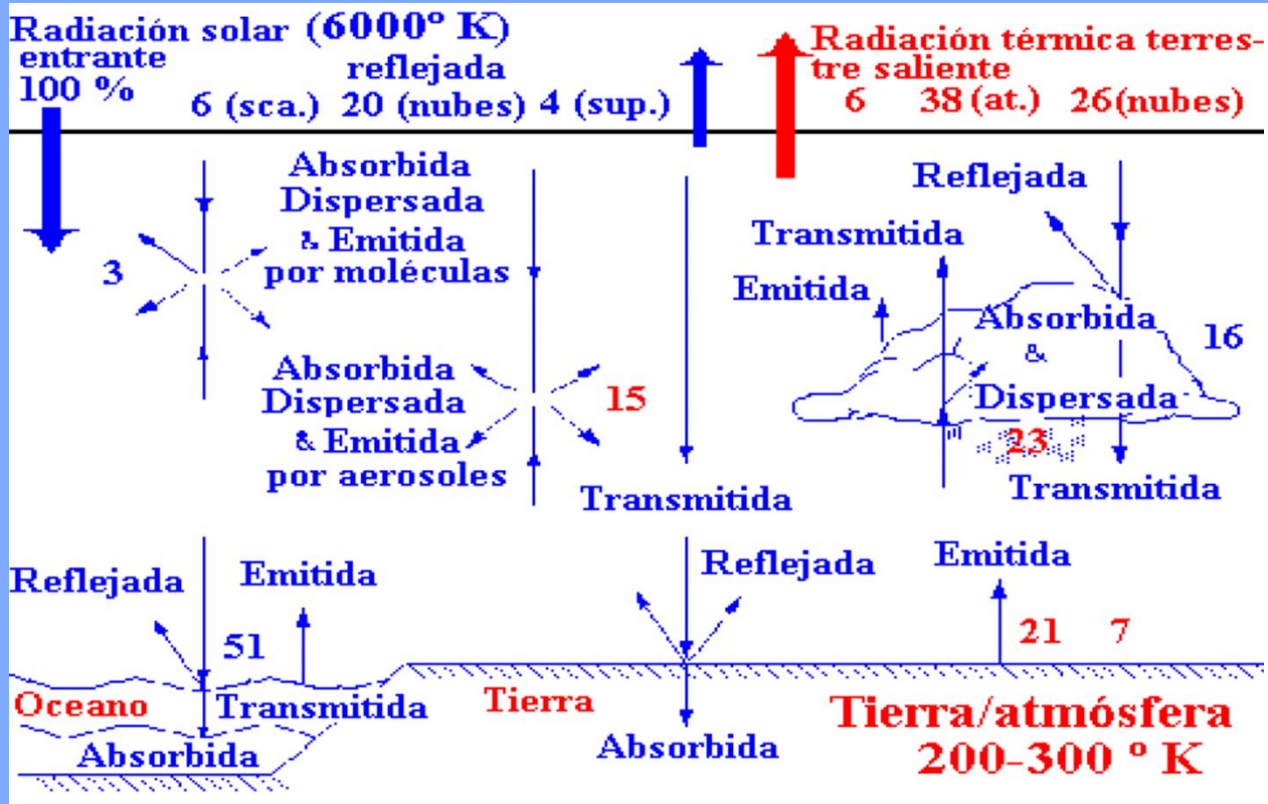 Radiación solar (6000° K)
entrante
100 %
reflejada
6 (sca.) 20 (nubes) 4 (sup.)
Radiación térmica terres-
tre saliente
6 38 (at.) 26 (nubes)
Absorbida
Dispersada
& Emitida
por moléculas
3
Absorbida
Dispersada
& Emitida
por aerosoles
15
Transmitida
Reflejada
Transmitida
Emitida
Absorbida
&
Dispersada
16
23
Transmitida
Reflejada
Emitida
51
Oceano
Transmitida
Absorbida
Reflejada
Tierra
Absorbida
Emitida
21 7
Tierra/atmósfera
200-300 ° K